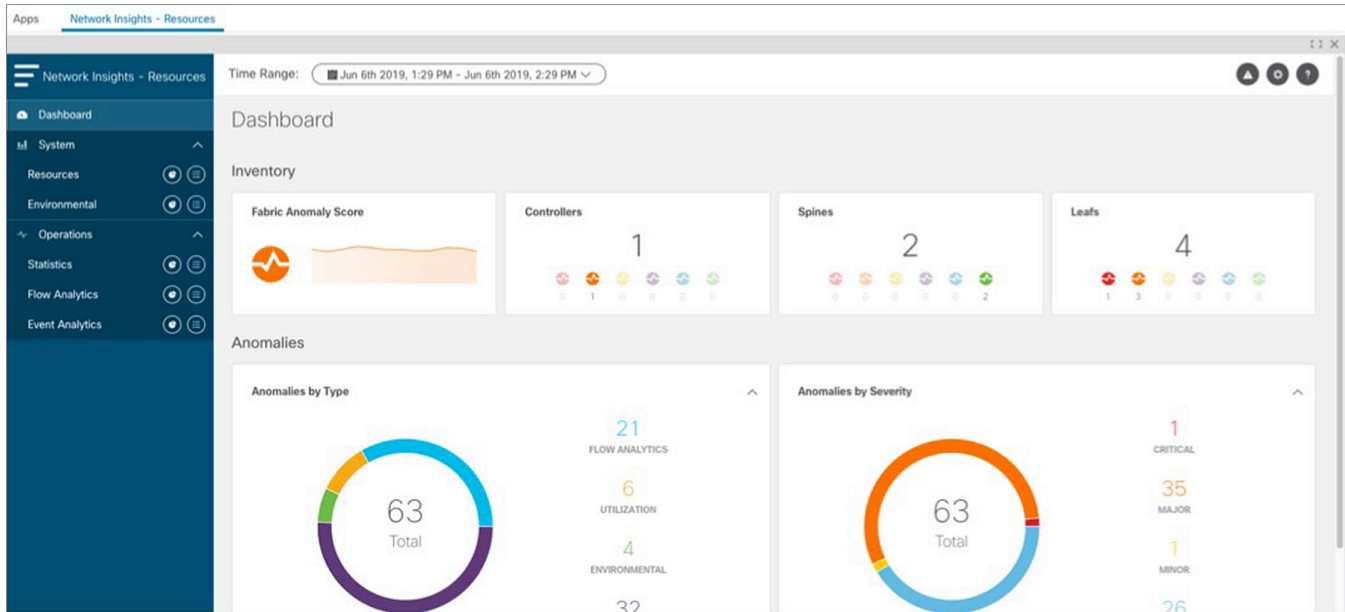 Apps
Network Insights - Resources
Network Insights - Resources
Time Range:
Jun 6th 2019, 1:29 PM - Jun 6th 2019, 2:29 PM
?
Dashboard
System
Resources
Environmental
Operations
Statistics
Flow Analytics
Event Analytics
Dashboard
Inventory
Fabric Anomaly Score
Controllers
1
0 1 0 0 0 0
Spines
2
0 0 0 0 0 2
Leafs
4
1 3 0 0 0 0
Anomalies
Anomalies by Type
63
Total
21
FLOW ANALYTICS
6
UTILIZATION
4
ENVIRONMENTAL
32
Anomalies by Severity
63
Total
1
CRITICAL
35
MAJOR
1
MINOR
26